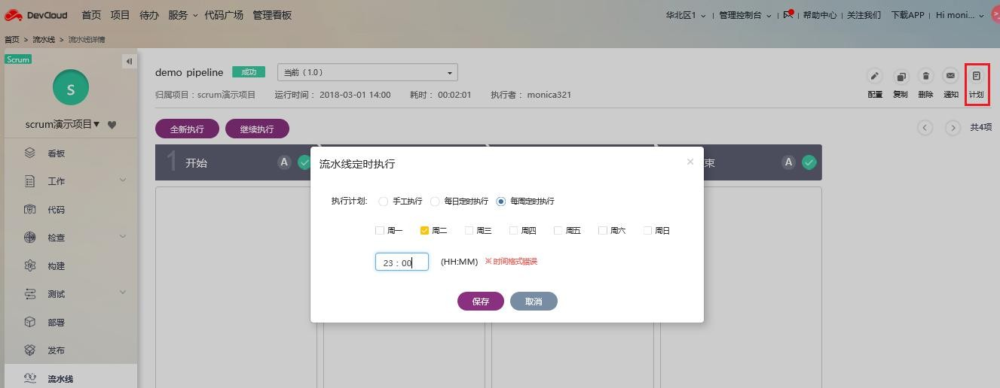 DevCloud 首页 项目 待办 服务 代码广场 管理看板 华北区1 管理控制台 帮助中心 关注我们 下载APP Hi moni...
首页 > 流水线 > 流水线详情
Scrum
S
scrum演示项目
看板
工作
代码
检查
构建
测试
部署
发布
流水线
demo pipeline 成功 当前（1.0）
归属项目：scrum演示项目 运行时间： 2018-03-01 14:00 耗时： 00:02:01 执行者： monica321
配置 复制 删除 通知 计划
全新执行 继续执行 共4项
1 开始 A 束 A
流水线定时执行 ×
执行计划: 手工执行 每日定时执行 每周定时执行
周一 周二 周三 周四 周五 周六 周日
23：00 (HH:MM) ※ 时间格式错误
保存 取消